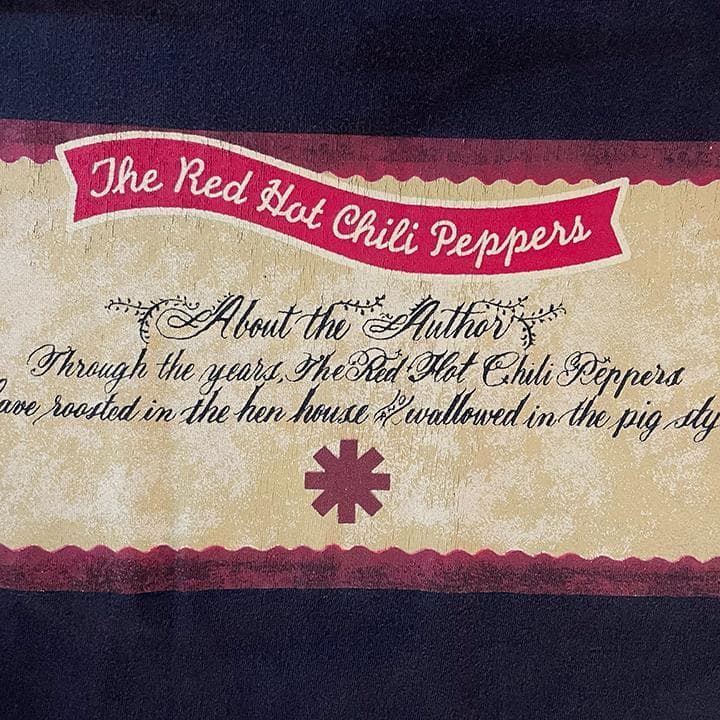 The Red Hot Chili Peppers
About the Author
Through the years, The Red Hot Chili Peppers
have roosted in the hen house and wallowed in the pig sty